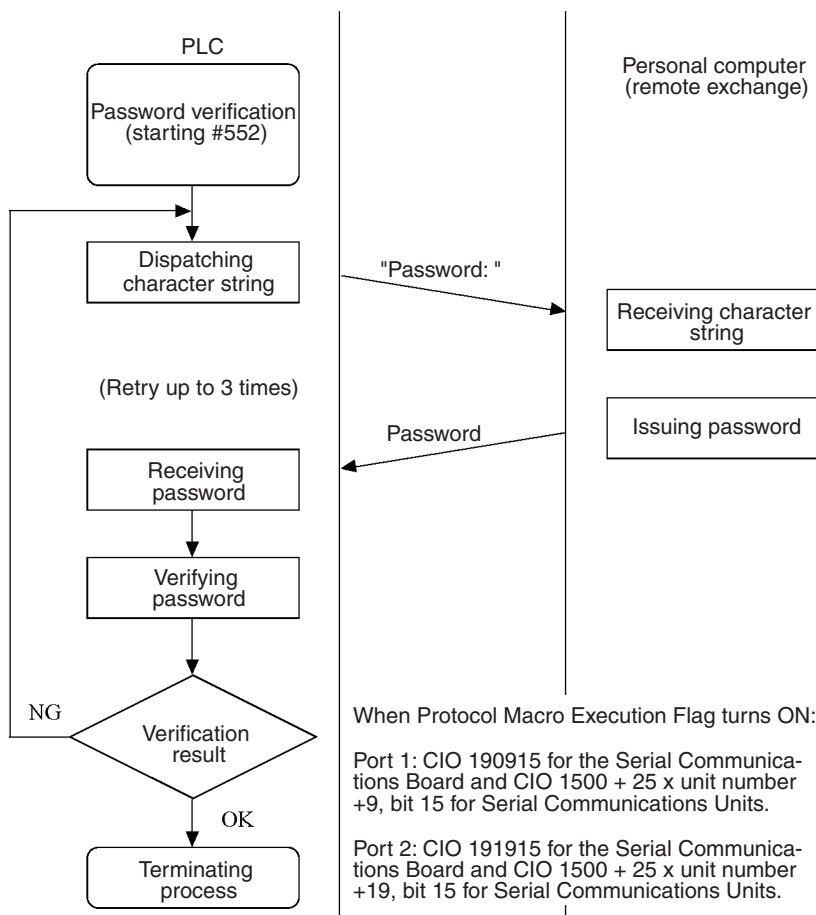 PLC
Personal computer
(remote exchange)
Password verification
(starting #552)
Dispatching
character string
"Password: "
Receiving character
string
(Retry up to 3 times)
Issuing password
Password
Receiving
password
Verifying
password
NG
Verification
result
OK
Terminating
process
When Protocol Macro Execution Flag turns ON:
Port 1: CIO 190915 for the Serial Communica-
tions Board and CIO 1500 + 25 x unit number
+9, bit 15 for Serial Communications Units.
Port 2: CIO 191915 for the Serial Communica-
tions Board and CIO 1500 + 25 x unit number
+19, bit 15 for Serial Communications Units.